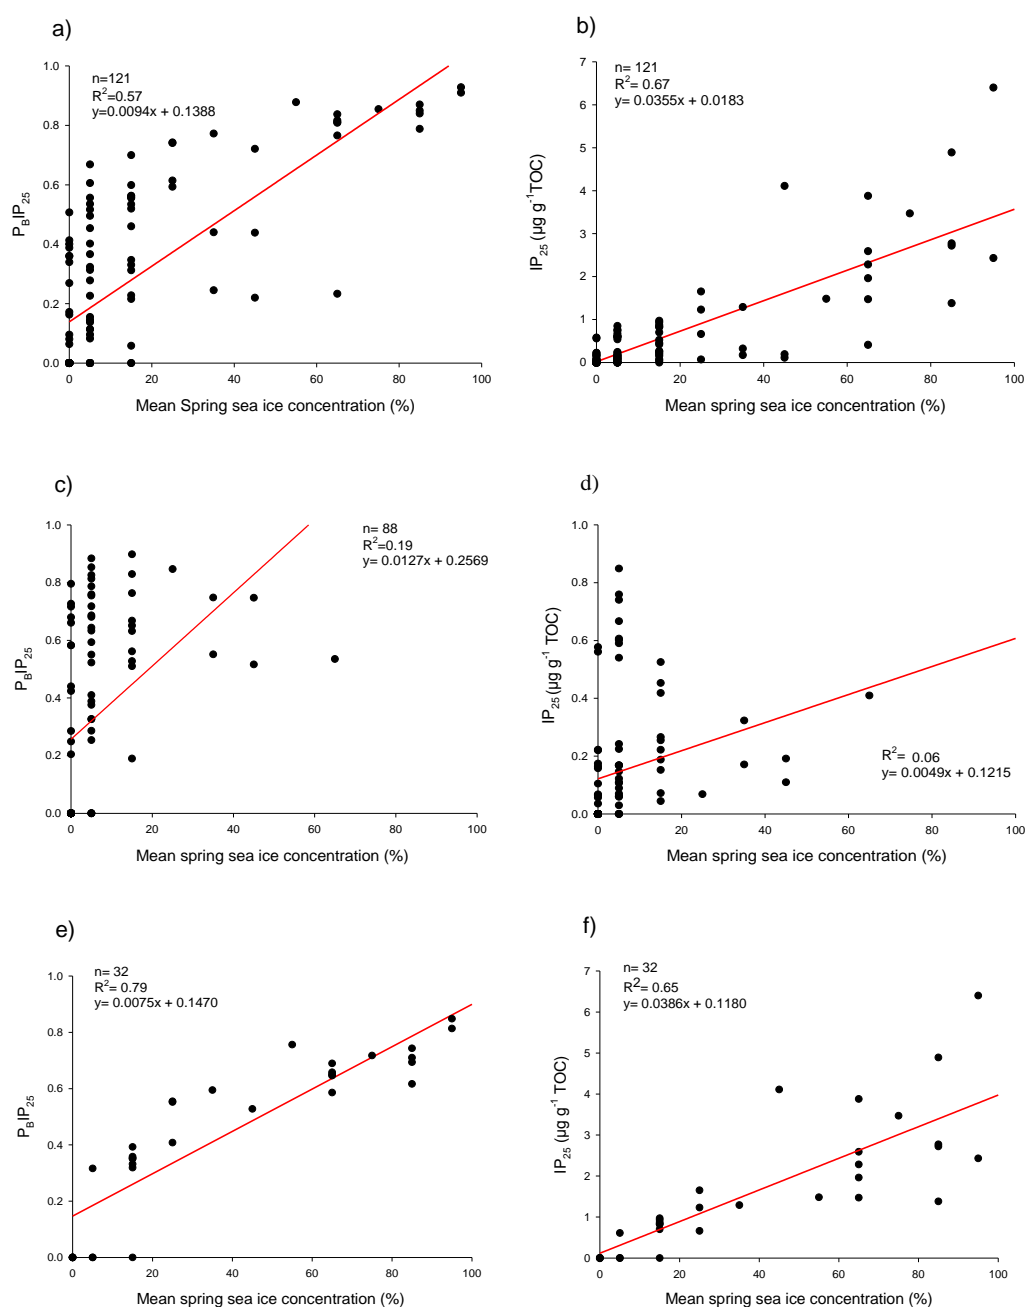 a)
n=121
R²=0.57
y=0.0094x + 0.1388
1.0
0.8
0.6
0.4
0.2
0.0
P_BIP_25
0 20 40 60 80 100
Mean Spring sea ice concentration (%)
b)
n= 121
R² = 0.67
y= 0.0355x + 0.0183
7
6
5
4
3
2
1
0
IP_25 (µg g⁻¹TOC)
0 20 40 60 80 100
Mean spring sea ice concentration (%)
c)
n= 88
R²=0.19
y= 0.0127x + 0.2569
1.0
0.8
0.6
0.4
0.2
0.0
P_BIP_25
0 20 40 60 80 100
Mean spring sea ice concentration (%)
d)
1.0
0.8
0.6
0.4
0.2
0.0
IP_25 (µg g⁻¹ TOC)
R²= 0.06
y= 0.0049x + 0.1215
0 20 40 60 80 100
Mean spring sea ice concentration (%)
e)
n= 32
R² = 0.79
y= 0.0075x + 0.1470
1.0
0.8
0.6
0.4
0.2
0.0
P_BIP_25
0 20 40 60 80 100
Mean spring sea ice concentration (%)
f)
n= 32
R2= 0.65
y= 0.0386x + 0.1180
7
6
5
4
3
2
1
0
IP_25 (µg g⁻¹ TOC)
0 20 40 60 80 100
Mean spring sea ice concentration (%)